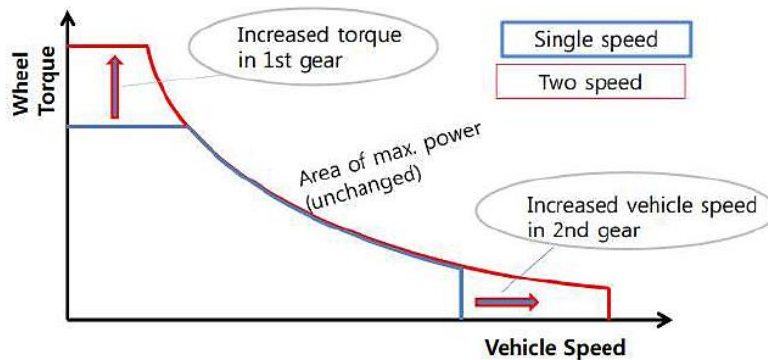 Wheel
Torque
Increased torque
in 1st gear
Single speed
Two speed
Area of max. power
(unchanged)
Increased vehicle speed
in 2nd gear
Vehicle Speed